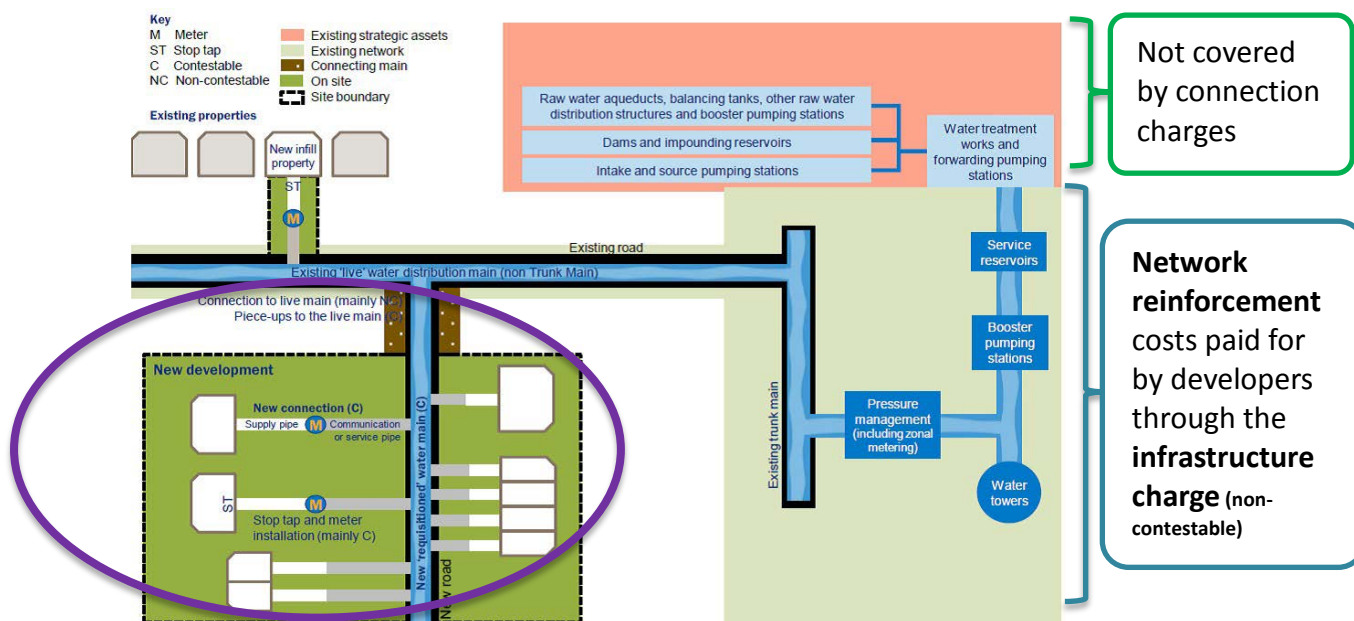 Key
M Meter
ST Stop tap
C Contestable
NC Non-contestable
Existing strategic assets
Existing network
Connecting main
On site
Site boundary
Existing properties
New infill
property
ST
M
Existing road
Existing 'live' water distribution main (non Trunk Main)
Connection to live main (mainly NC)
Piece-ups to the live main (C)
New development
New connection (C)
Supply pipe
M
Communication
or service pipe
ST
M
Stop tap and meter
installation (mainly C)
New 'requisitioned' water main (C)
New road
Raw water aqueducts, balancing tanks, other raw water
distribution structures and booster pumping stations
Dams and impounding reservoirs
Intake and source pumping stations
Water treatment
works and
forwarding pumping
stations
Service
reservoirs
Booster
pumping
stations
Pressure
management
(including zonal
metering)
Water
towers
Existing trunk main
Not covered
by connection
charges
Network
reinforcement
costs paid for
by developers
through the
infrastructure
charge (non-
contestable)